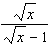 √x
√x − 1